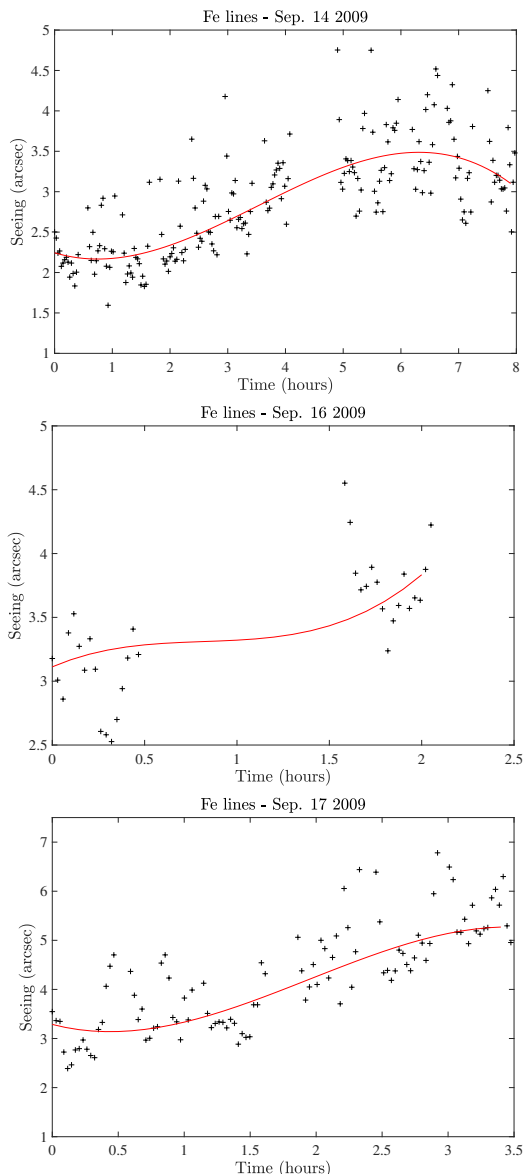 Fe lines - Sep. 14 2009
5
4.5
4
3.5
3
2.5
2
1.5
1
Seeing (arcsec)
0 1 2 3 4 5 6 7 8
Time (hours)
Fe lines - Sep. 16 2009
5
4.5
4
3.5
3
2.5
Seeing (arcsec)
0 0.5 1 1.5 2 2.5
Time (hours)
Fe lines - Sep. 17 2009
7
6
5
4
3
2
1
Seeing (arcsec)
0 0.5 1 1.5 2 2.5 3 3.5
Time (hours)